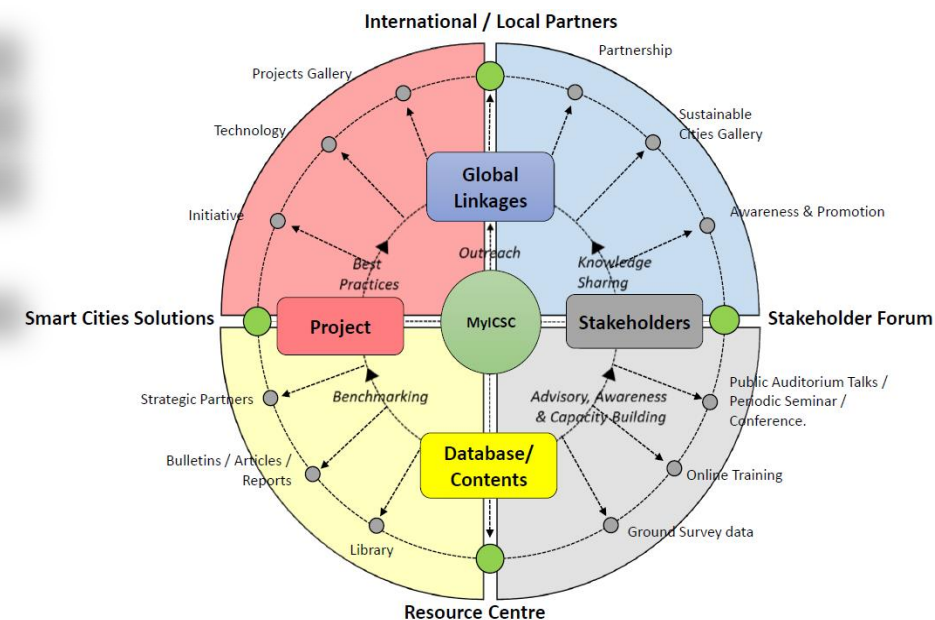 International / Local Partners
Partnership
Projects Gallery
Sustainable
Cities Gallery
Technology
Global
Linkages
Initiative
Awareness & Promotion
Outreach
Best
Practices
Knowledge
Sharing
Smart Cities Solutions
Project
MyICSC
Stakeholders
Stakeholder Forum
Strategic Partners
Benchmarking
Advisory, Awareness
& Capacity Building
Public Auditorium Talks /
Periodic Seminar /
Conference.
Bulletins / Articles /
Reports
Database/
Contents
Online Training
Library
Ground Survey data
Resource Centre